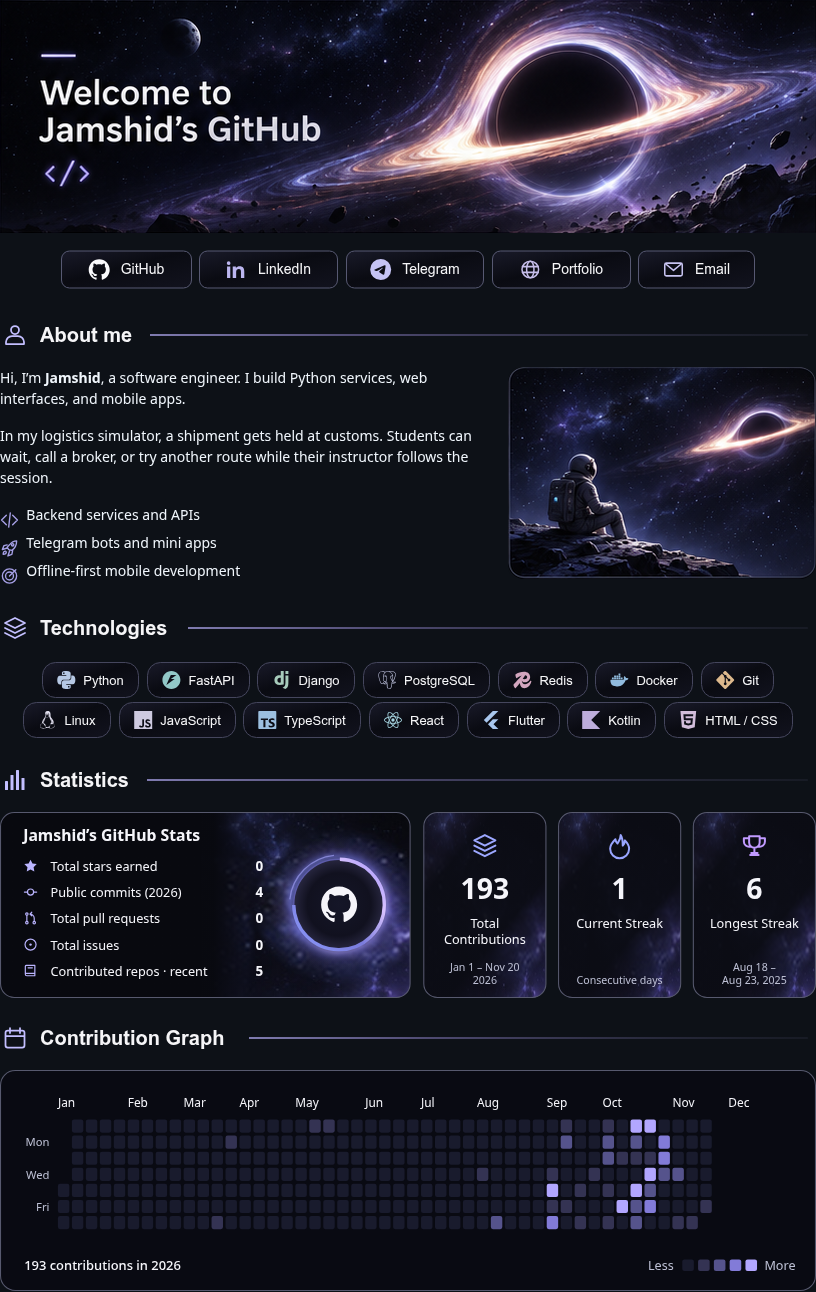 Welcome to
Jamshid's GitHub
</>
GitHub
LinkedIn
Telegram
Portfolio
Email
About me
Hi, I'm Jamshid, a software engineer. I build Python services, web
interfaces, and mobile apps.
In my logistics simulator, a shipment gets held at customs. Students can
wait, call a broker, or try another route while their instructor follows the
session.
Backend services and APIs
Telegram bots and mini apps
Offline-first mobile development
Technologies
Python
FastAPI
dj Django
PostgreSQL
Redis
Docker
Git
Linux
JS JavaScript
TS TypeScript
React
Flutter
Kotlin
HTML / CSS
Statistics
Jamshid's GitHub Stats
Total stars earned 0
Public commits (2026) 4
Total pull requests 0
Total issues 0
Contributed repos · recent 5
193
Total
Contributions
Jan 1 – Nov 20
2026
1
Current Streak
Consecutive days
6
Longest Streak
Aug 18 –
Aug 23, 2025
Contribution Graph
Jan Feb Mar Apr May Jun Jul Aug Sep Oct Nov Dec
Mon
Wed
Fri
193 contributions in 2026
Less More